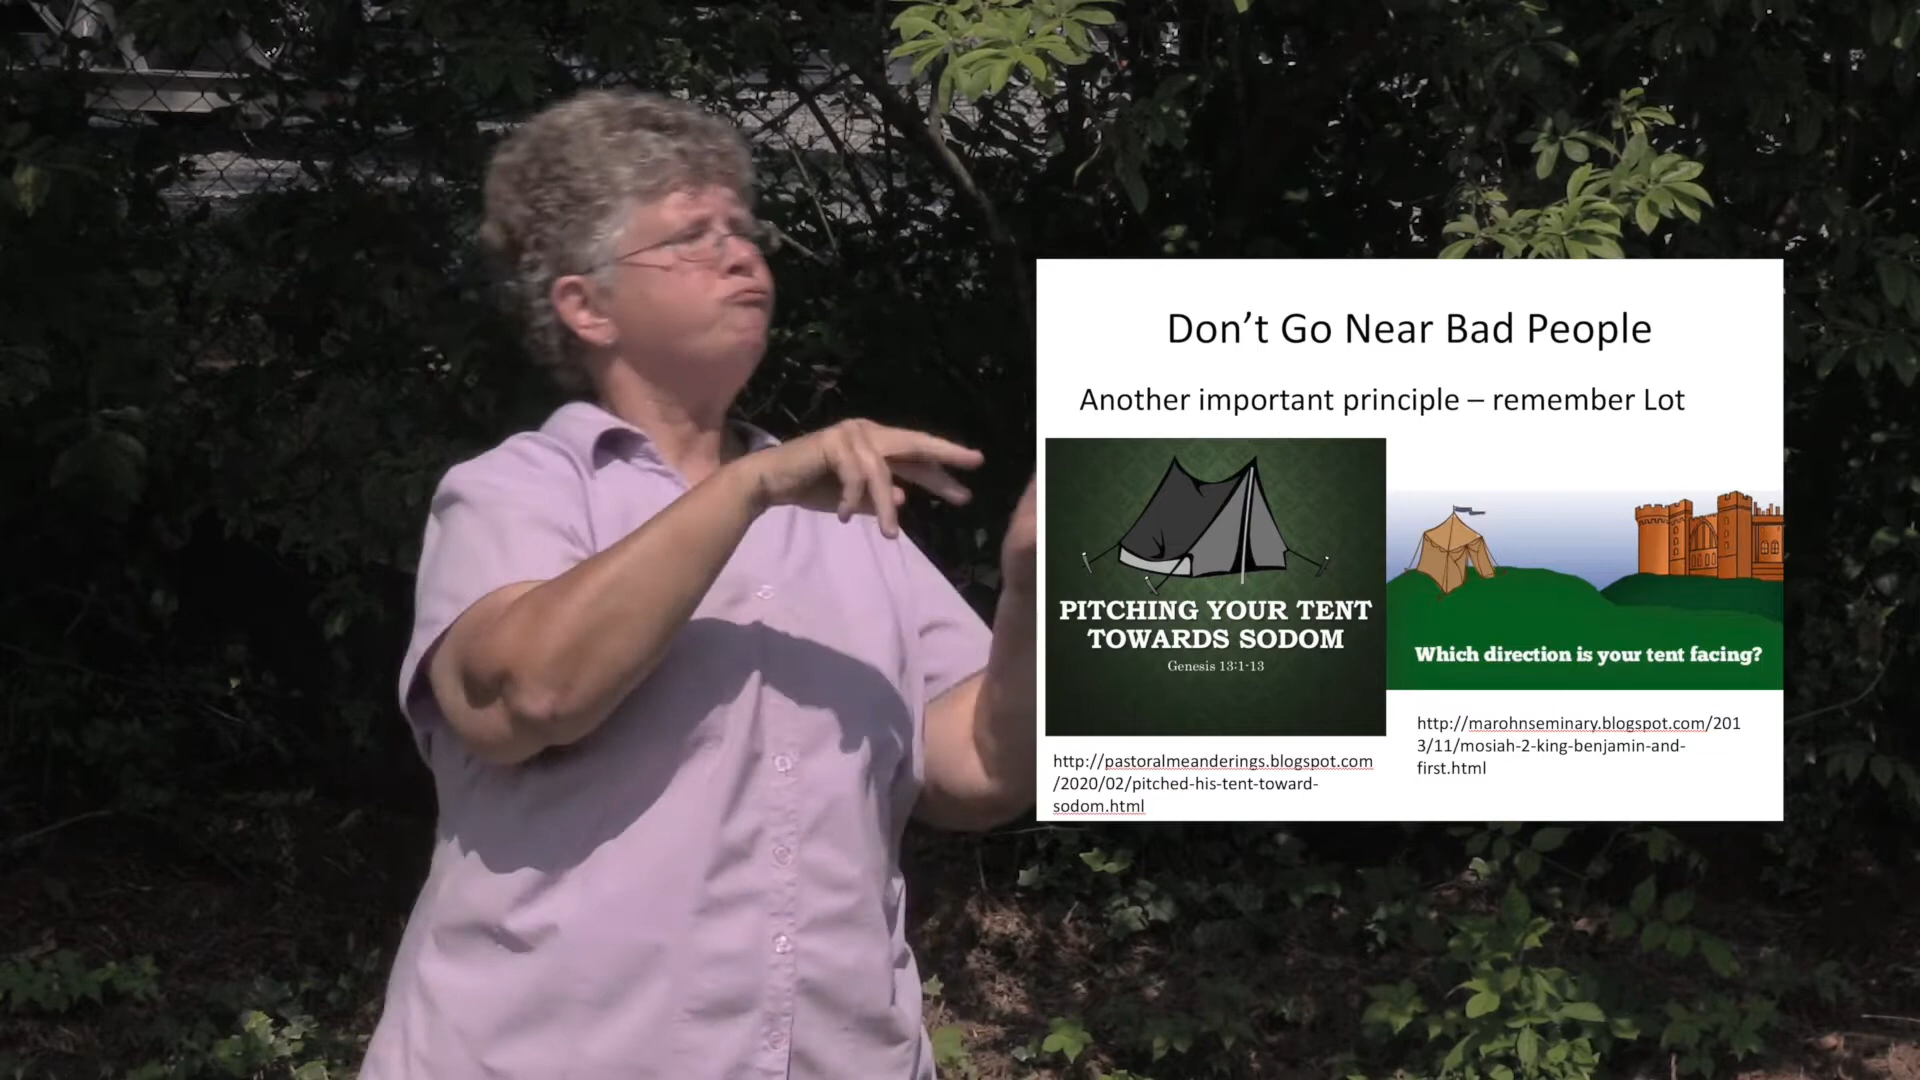 Don’t Go Near Bad People
Another important principle – remember Lot
PITCHING YOUR TENT
TOWARDS SODOM
Genesis 13:1-13
Which direction is your tent facing?
http://pastoralmeanderings.blogspot.com
/2020/02/pitched-his-tent-toward-
sodom.html
http://marohnseminary.blogspot.com/201
3/11/mosiah-2-king-benjamin-and-
first.html